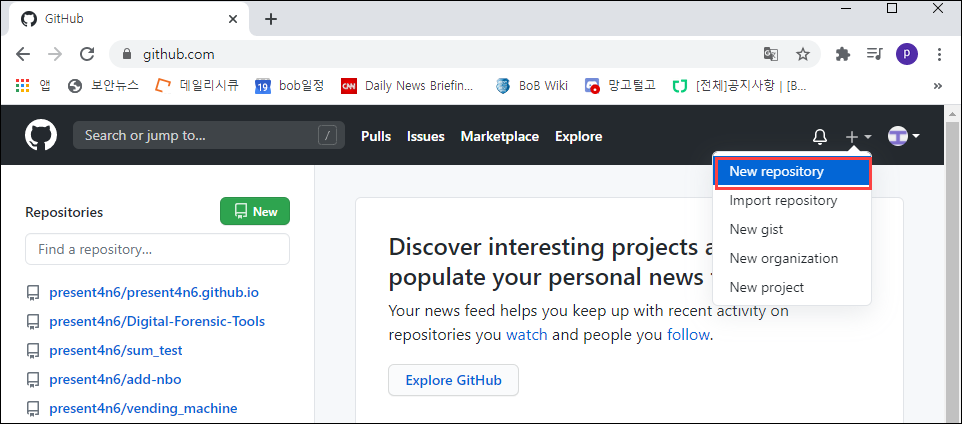 GitHub
github.com
p
앱
보안뉴스
데일리시큐
19 bob일정
CNN Daily News Briefin...
BoB Wiki
망고털고
[전체]공지사항 | [B...
»
Search or jump to...
/
Pulls
Issues
Marketplace
Explore
New repository
Import repository
New gist
New organization
New project
Repositories
New
Find a repository...
present4n6/present4n6.github.io
present4n6/Digital-Forensic-Tools
present4n6/sum_test
present4n6/add-nbo
present4n6/vending_machine
Discover interesting projects a
populate your personal news
Your news feed helps you keep up with recent activity on
repositories you watch and people you follow.
Explore GitHub